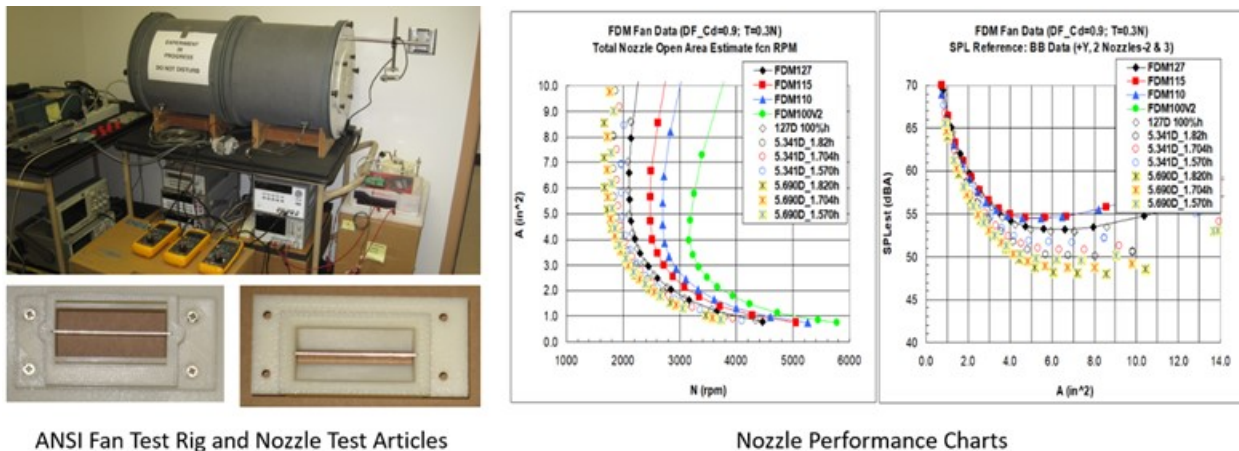 EXPERIMENT
IN
PROGRESS
DO NOT DISTURB
ANSI Fan Test Rig and Nozzle Test Articles
FDM Fan Data (DF_Cd=0.9; T=0.3N)
Total Nozzle Open Area Estimate fcn RPM
FDM127
FDM115
FDM110
FDM100V2
127D 100%h
5.341D_1.82h
5.341D_1.704h
5.341D_1.570h
5.690D_1.820h
5.690D_1.704h
5.690D_1.570h
A (in^2)
10.0
9.0
8.0
7.0
6.0
5.0
4.0
3.0
2.0
1.0
0.0
1000 2000 3000 4000 5000 6000
N (rpm)
FDM Fan Data (DF_Cd=0.9; T=0.3N)
SPL Reference: BB Data (+Y, 2 Nozzles-2 & 3)
FDM127
FDM115
FDM110
FDM100V2
127D 100%h
5.341D_1.82h
5.341D_1.704h
5.341D_1.570h
5.690D_1.820h
5.690D_1.704h
5.690D_1.570h
SPLest (dBA)
70
65
60
55
50
45
40
0.0 2.0 4.0 6.0 8.0 10.0 12.0 14.0
A (in^2)
Nozzle Performance Charts